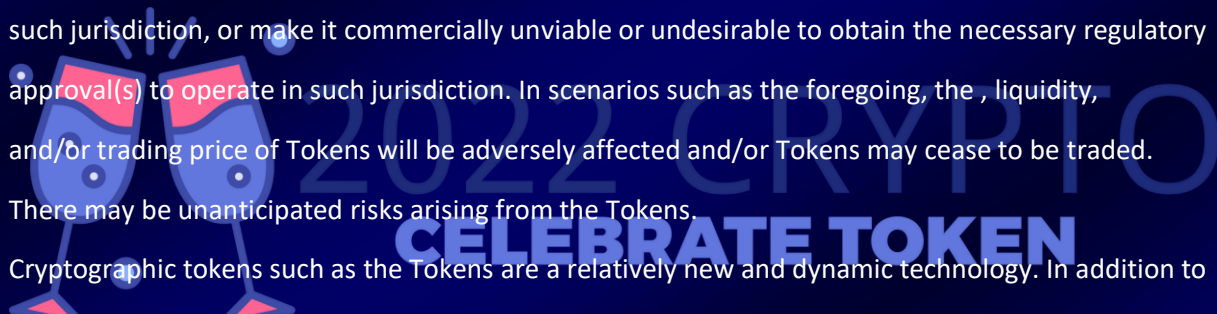 such jurisdiction, or make it commercially unviable or undesirable to obtain the necessary regulatory
approval(s) to operate in such jurisdiction. In scenarios such as the foregoing, the , liquidity,
2022 CRYPTO
and/or trading price of Tokens will be adversely affected and/or Tokens may cease to be traded.
There may be unanticipated risks arising from the Tokens.
CELEBRATE TOKEN
Cryptographic tokens such as the Tokens are a relatively new and dynamic technology. In addition to